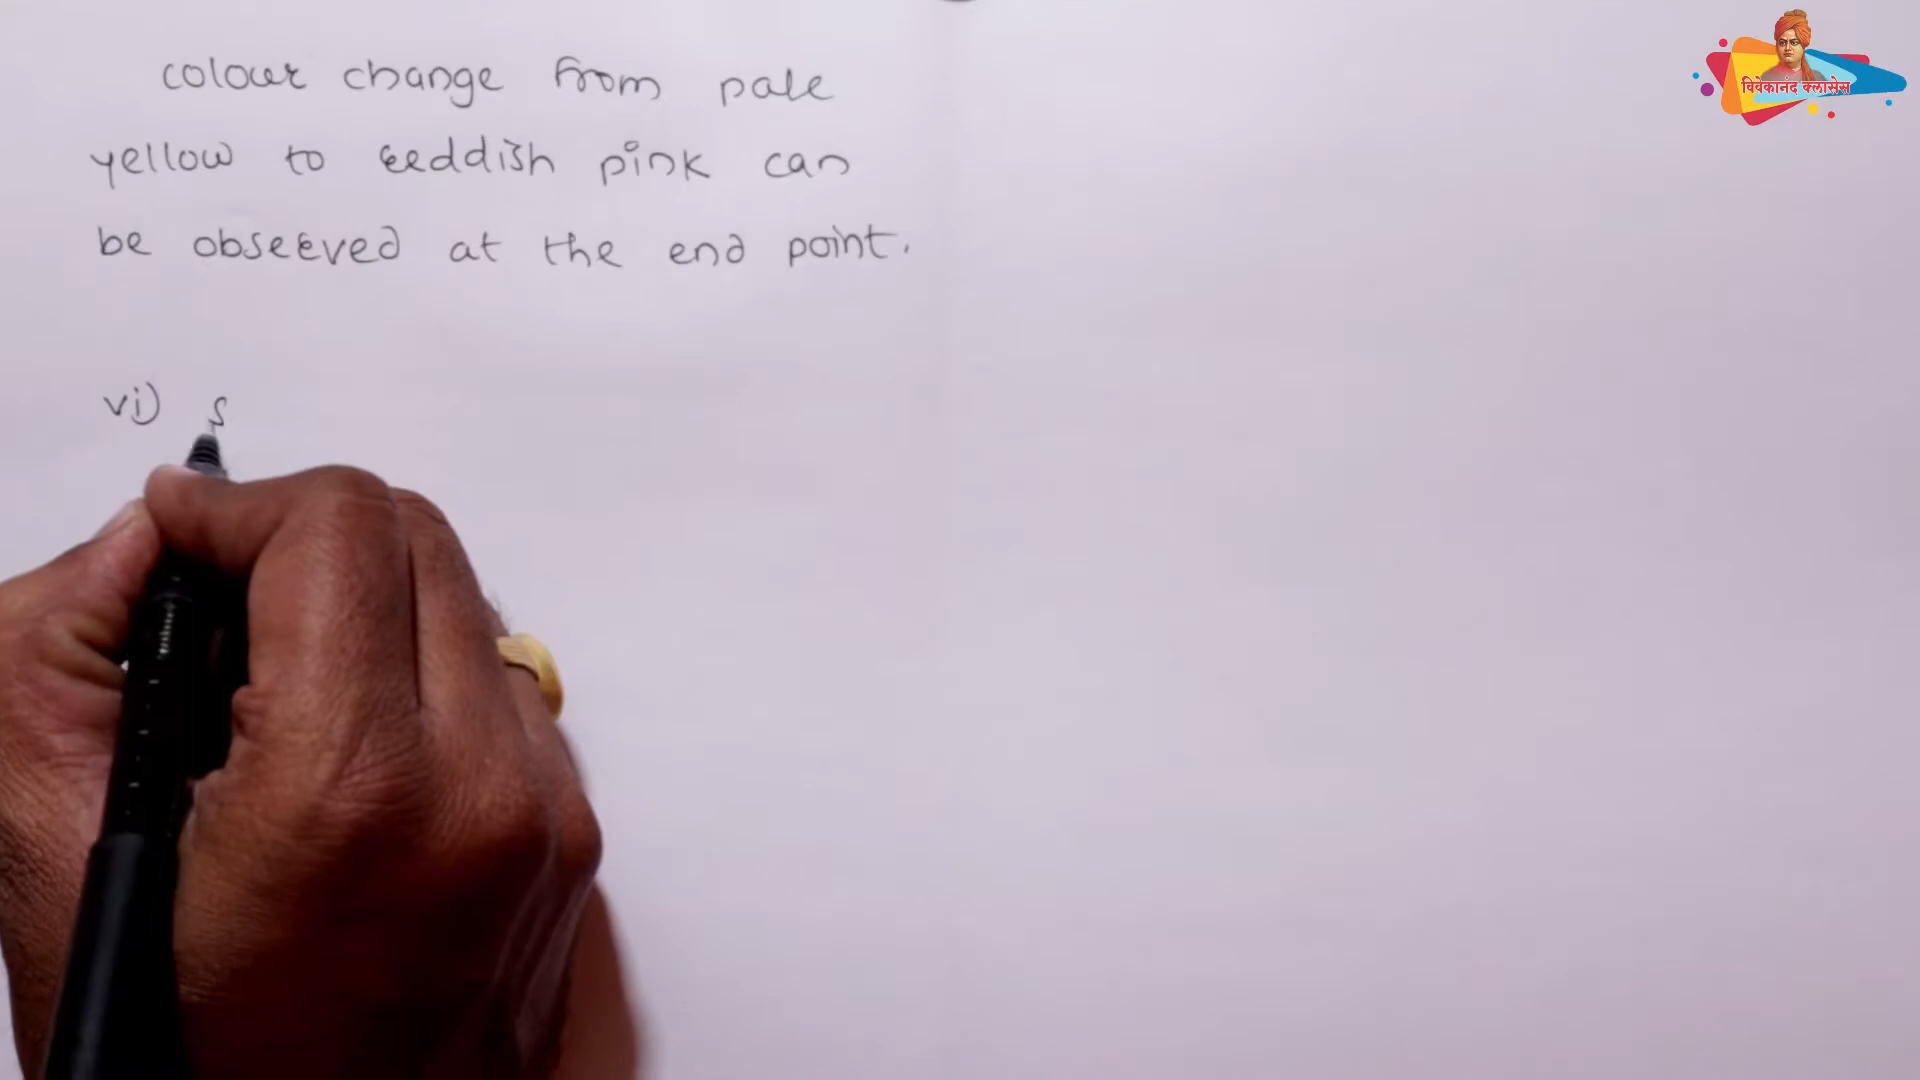 विवेकानंद क्लासेस
colour change from pale
yellow to reddish pink can
be observed at the end point.
vi) S